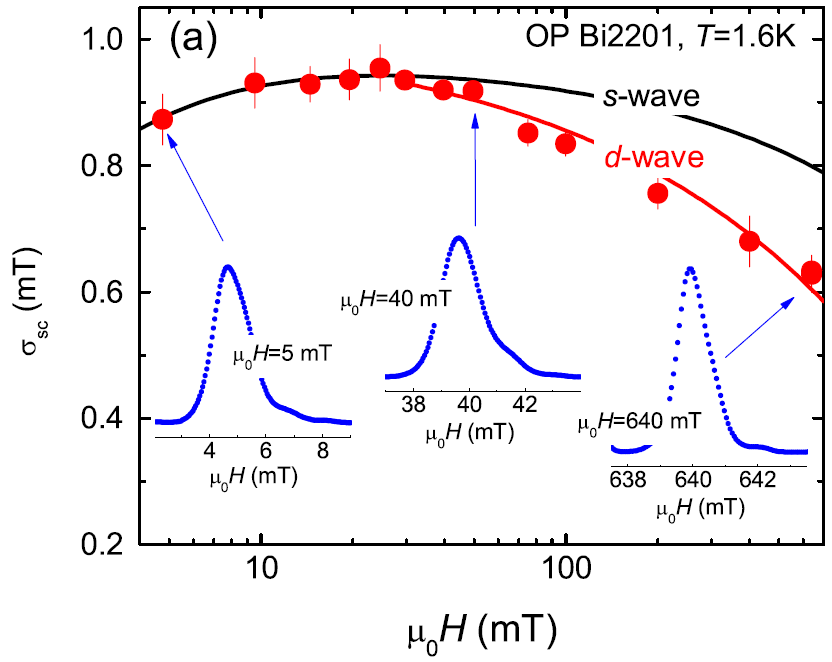 (a)
OP Bi2201, T=1.6K
1.0
0.8
0.6
0.4
0.2
σsc (mT)
s-wave
d-wave
μ0H=5 mT
4 6 8
μ0H (mT)
μ0H=40 mT
38 40 42
μ0H (mT)
μ0H=640 mT
638 640 642
μ0H (mT)
10 100
μ0H (mT)